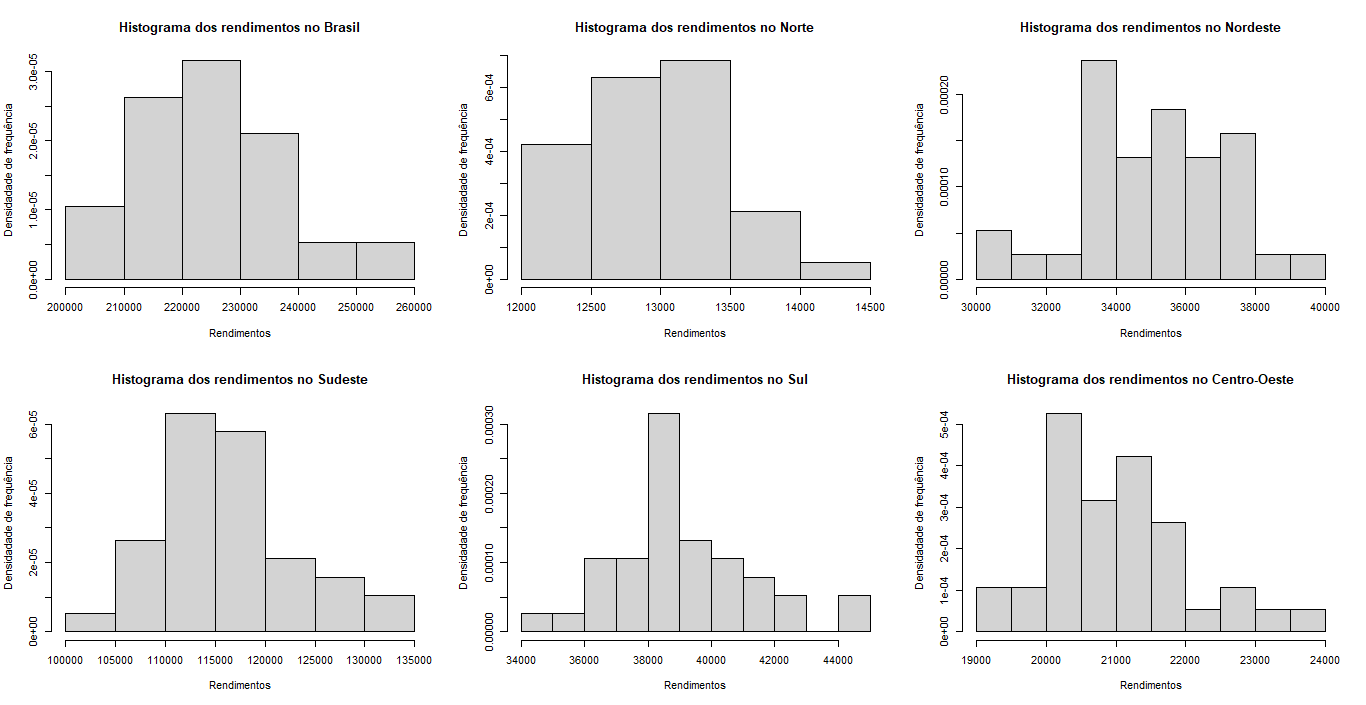 Histograma dos rendimentos no Brasil
Densidadade de frequência
0.0e+00 1.0e-05 2.0e-05 3.0e-05
200000 210000 220000 230000 240000 250000 260000
Rendimentos
Histograma dos rendimentos no Norte
Densidadade de frequência
0e+00 2e-04 4e-04 6e-04
12000 12500 13000 13500 14000 14500
Rendimentos
Histograma dos rendimentos no Nordeste
Densidadade de frequência
0.00000 0.00010 0.00020
30000 32000 34000 36000 38000 40000
Rendimentos
Histograma dos rendimentos no Sudeste
Densidadade de frequência
0e+00 2e-05 4e-05 6e-05
100000 105000 110000 115000 120000 125000 130000 135000
Rendimentos
Histograma dos rendimentos no Sul
Densidadade de frequência
0.00000 0.00010 0.00020 0.00030
34000 36000 38000 40000 42000 44000
Rendimentos
Histograma dos rendimentos no Centro-Oeste
Densidadade de frequência
0e+00 1e-04 2e-04 3e-04 4e-04 5e-04
19000 20000 21000 22000 23000 24000
Rendimentos